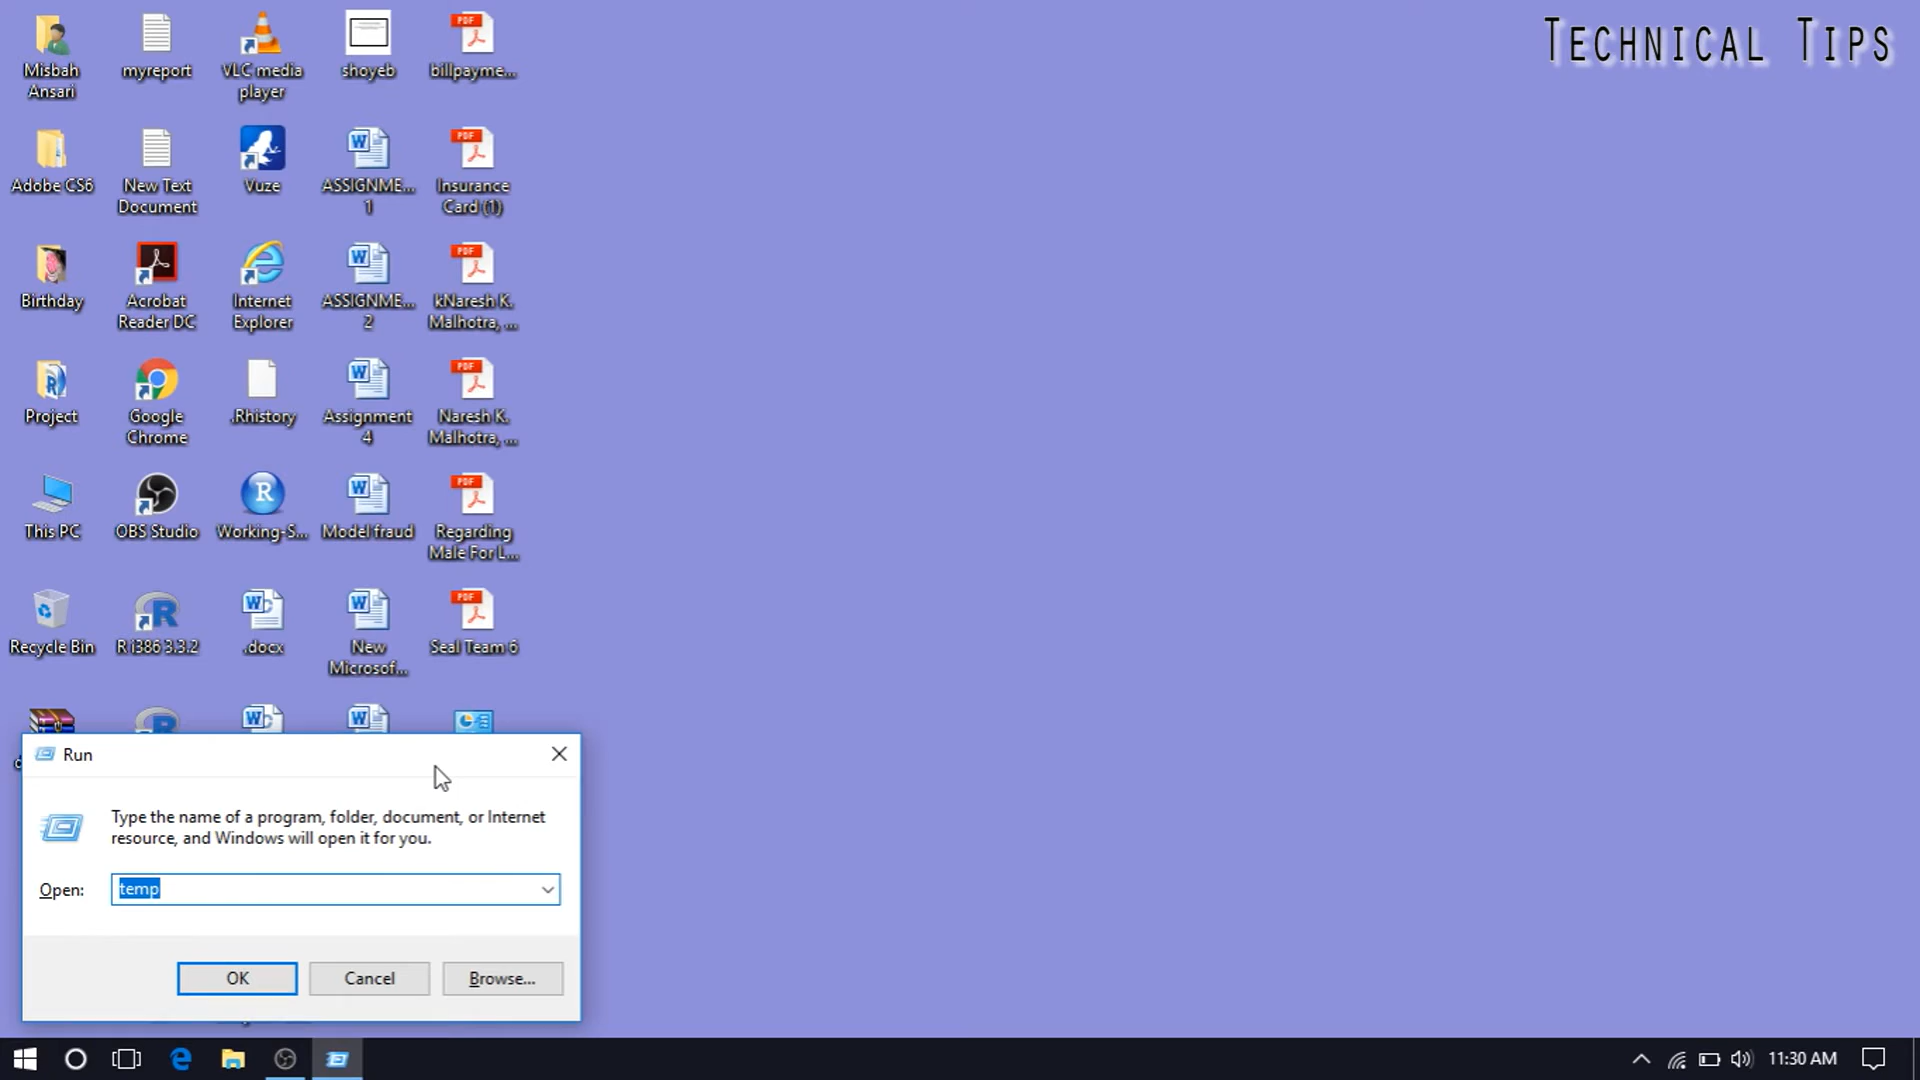 TECHNICAL TIPS
Misbah
Ansari
myreport
VLC media
player
shoyeb
billpayme...
Adobe CS6
New Text
Document
Vuze
ASSIGNME...
1
Insurance
Card (1)
Birthday
Acrobat
Reader DC
Internet
Explorer
ASSIGNME...
2
kNaresh K.
Malhotra, ...
Project
Google
Chrome
.Rhistory
Assignment
4
Naresh K.
Malhotra, ...
This PC
OBS Studio
Working-S...
Model fraud
Regarding
Male For L...
Recycle Bin
R i386 3.3.2
.docx
New
Microsof...
Seal Team 6
Run
Type the name of a program, folder, document, or Internet
resource, and Windows will open it for you.
Open: temp
OK Cancel Browse...
11:30 AM